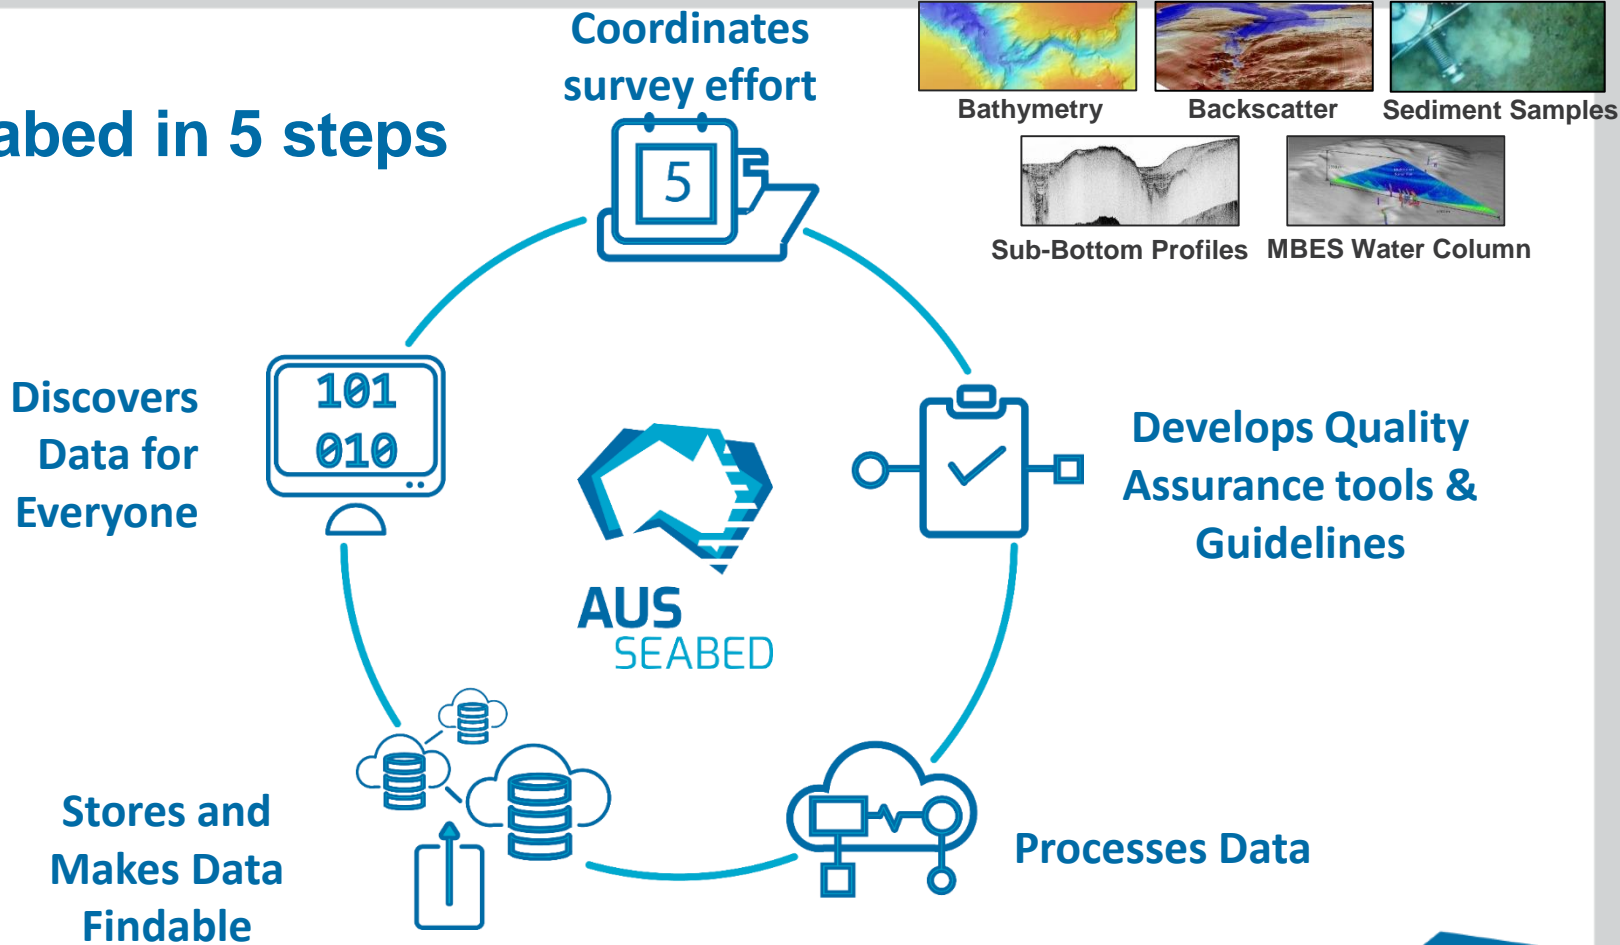 abed in 5 steps
Coordinates
survey effort
5
Bathymetry
Backscatter
Sediment Samples
Sub-Bottom Profiles
MBES Water Column
Discovers
Data for
Everyone
101
010
Develops Quality
Assurance tools &
Guidelines
AUS
SEABED
Stores and
Makes Data
Findable
Processes Data